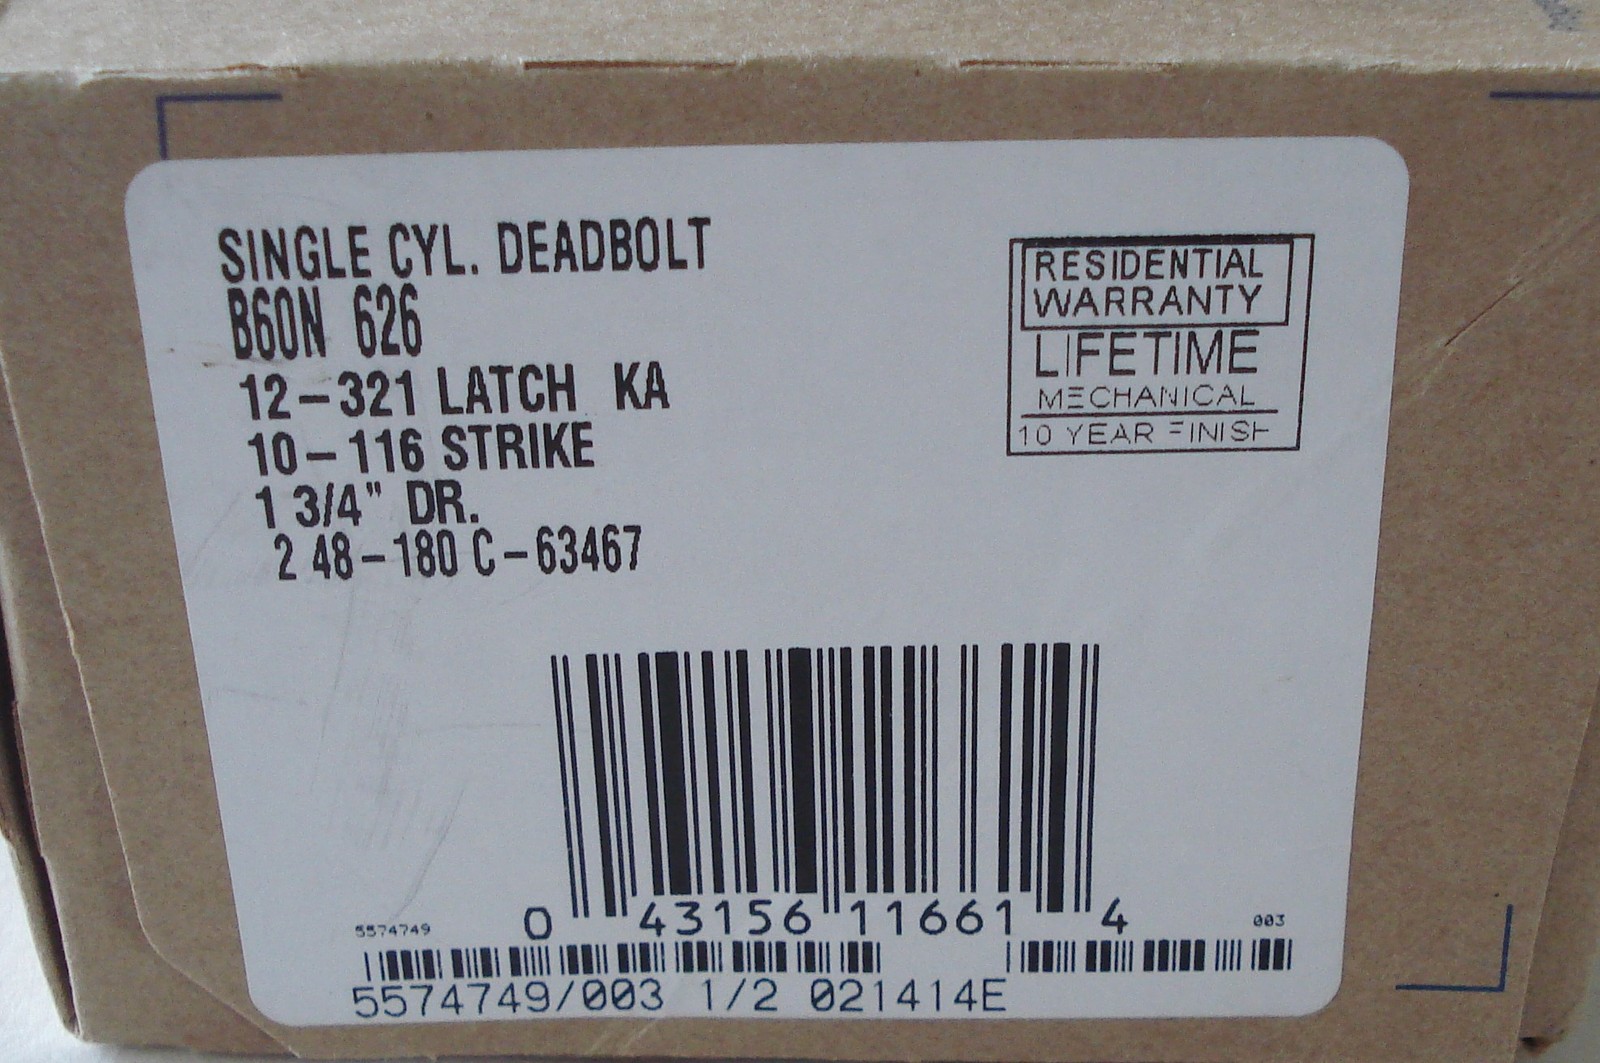 SINGLE CYL. DEADBOLT
B60N 626
12-321 LATCH KA
10-116 STRIKE
1 3/4" DR.
2 48-180 C-63467
RESIDENTIAL
WARRANTY
LIFETIME
MECHANICAL
10 YEAR FINISH
0 43156 11661 4
5574749
003
5574749/003 1/2 021414E